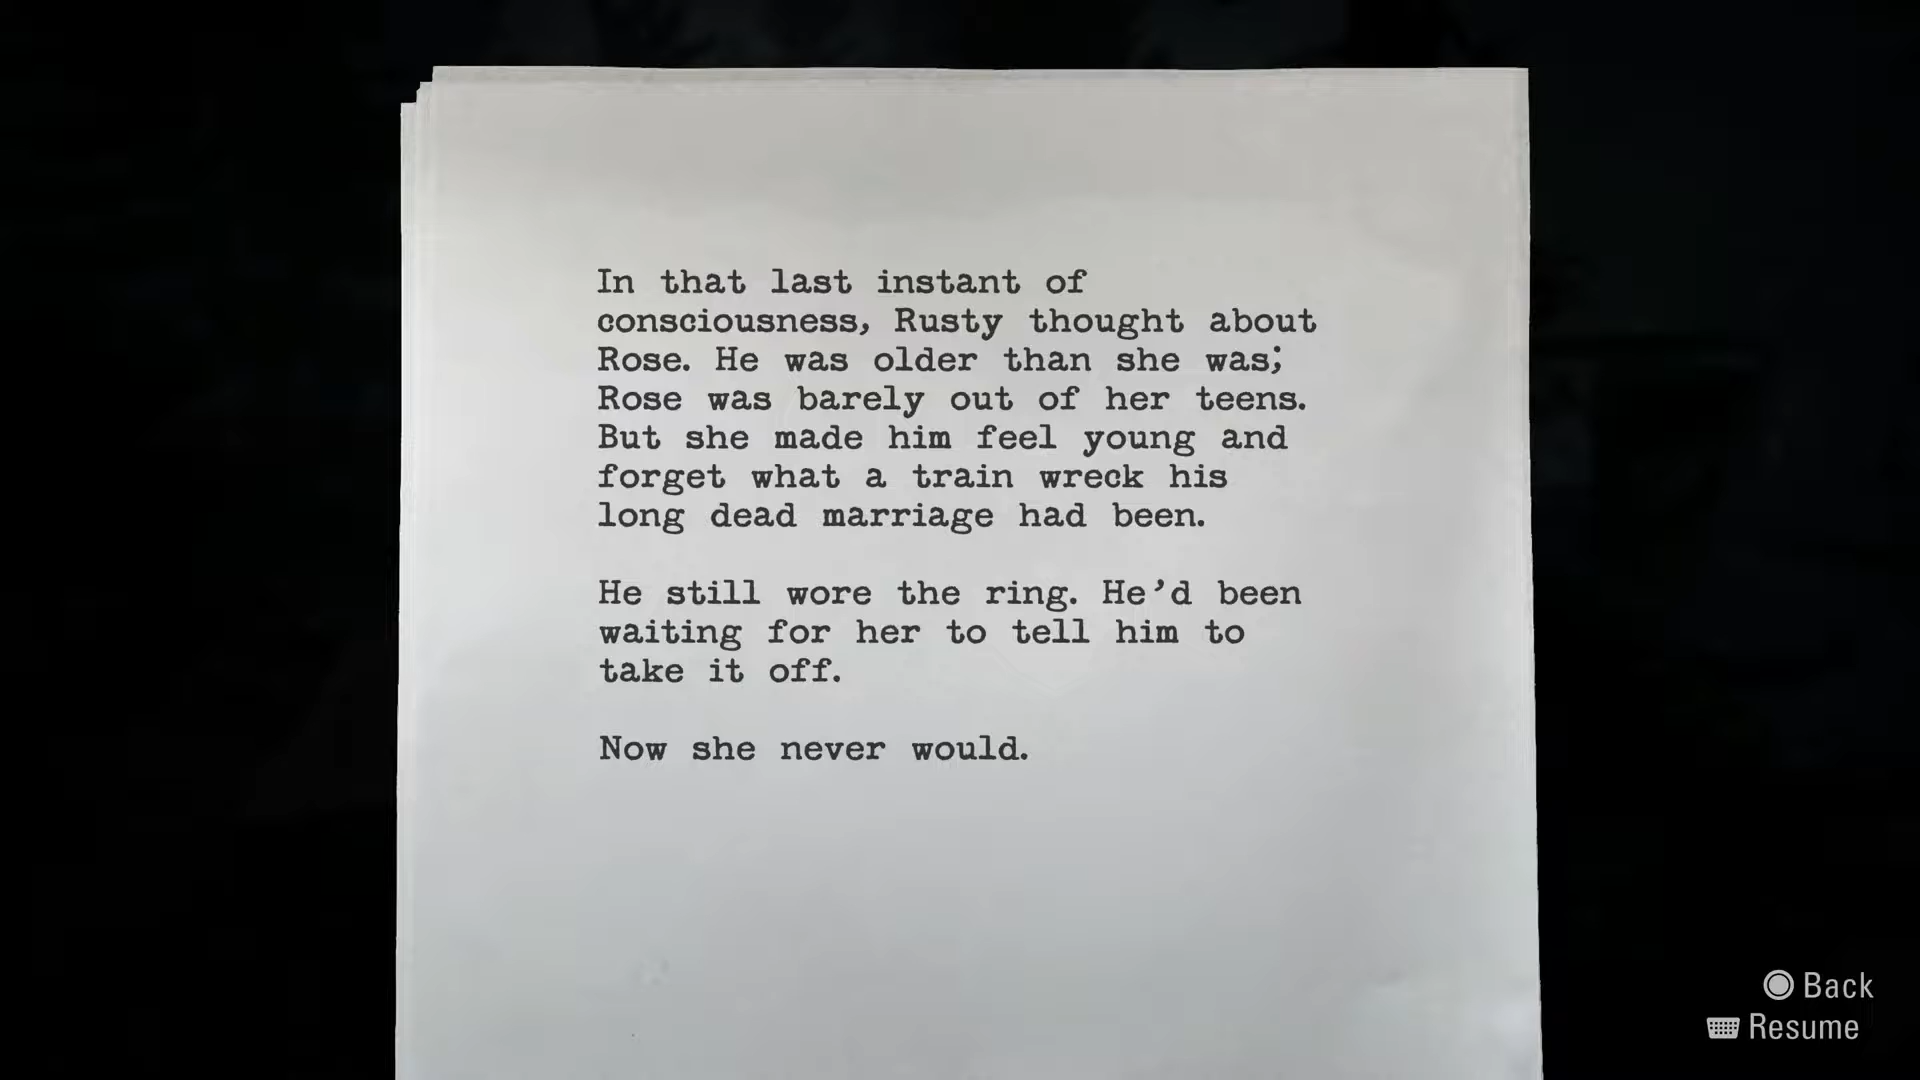 In that last instant of
consciousness, Rusty thought about
Rose. He was older than she was;
Rose was barely out of her teens.
But she made him feel young and
forget what a train wreck his
long dead marriage had been.
He still wore the ring. He’d been
waiting for her to tell him to
take it off.
Now she never would.
Back
Resume